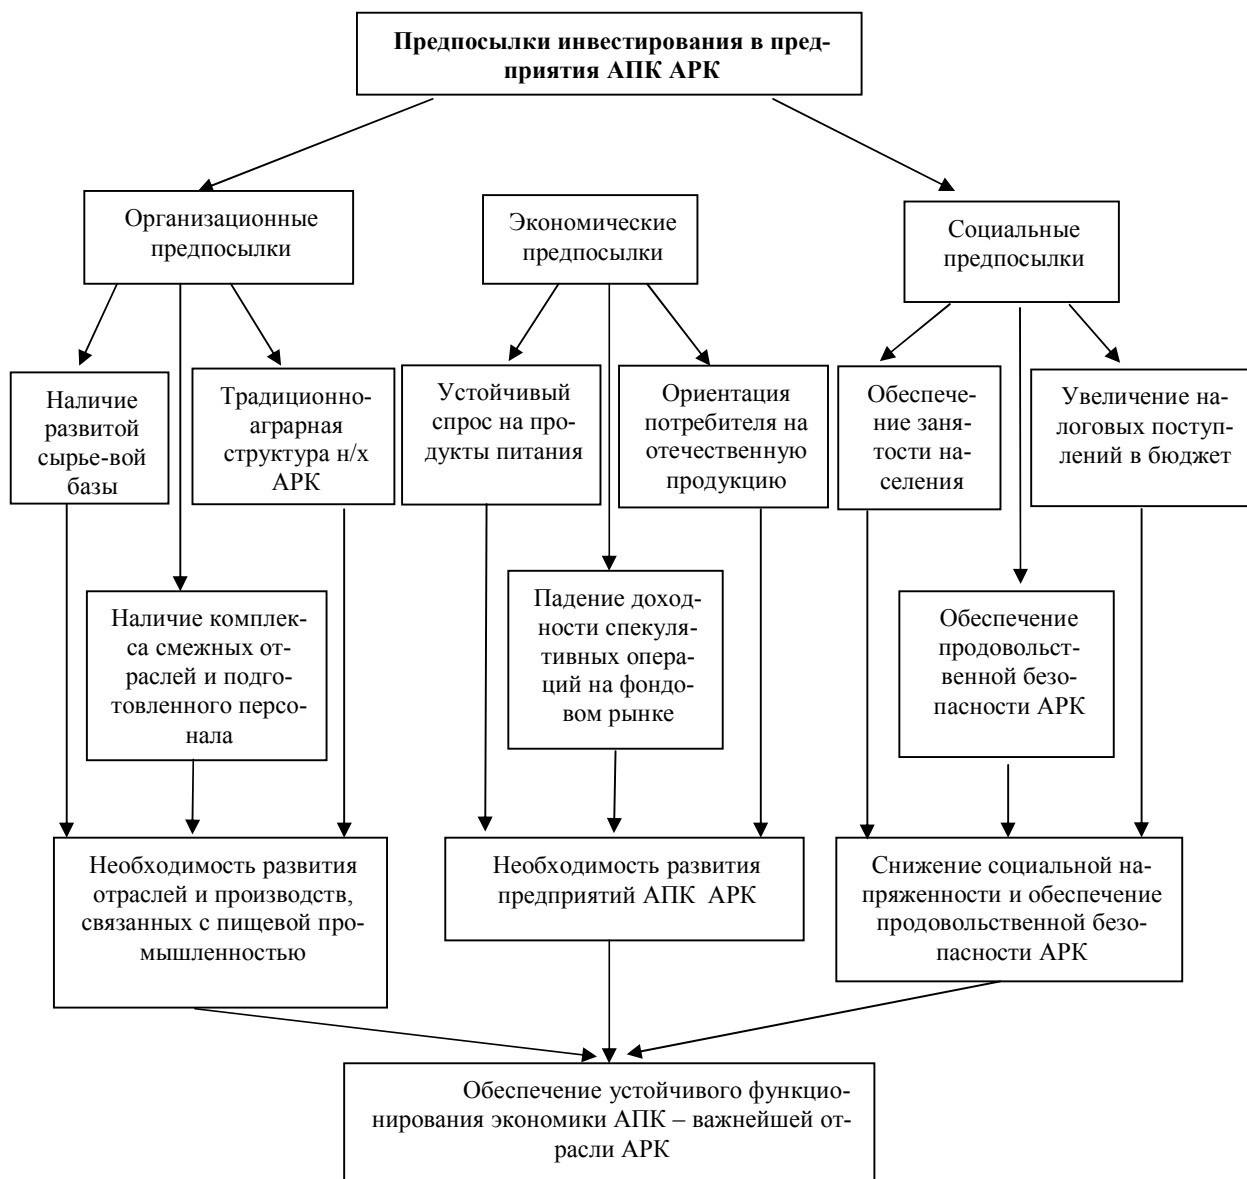 Предпосылки инвестирования в пред-
приятия АПК АРК
Организационные
предпосылки
Экономические
предпосылки
Социальные
предпосылки
Наличие
развитой
сырье-вой
базы
Традиционно-
аграрная
структура н/х
АРК
Устойчивый
спрос на про-
дукты питания
Ориентация
потребителя на
отечественную
продукцию
Обеспече-
ние заня-
тости на-
селения
Увеличение на-
логовых поступ-
лений в бюджет
Наличие комплек-
са смежных от-
раслей и подго-
товленного персо-
нала
Падение доход-
ности спекуля-
тивных опера-
ций на фондо-
вом рынке
Обеспечение
продовольст-
венной безо-
пасности АРК
Необходимость развития
отраслей и производств,
связанных с пищевой про-
мышленностью
Необходимость развития
предприятий АПК  АРК
Снижение социальной на-
пряженности и обеспечение
продовольственной безо-
пасности АРК
Обеспечение устойчивого функцио-
нирования экономики АПК – важнейшей от-
расли АРК